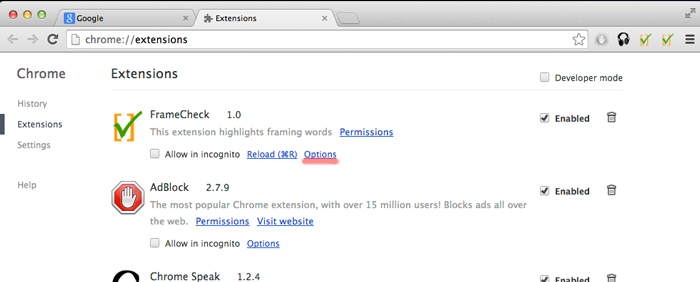 Google
Extensions
chrome://extensions
Chrome
Extensions
Developer mode
History
Extensions
Settings
Help
FrameCheck 1.0
Enabled
This extension highlights framing words Permissions
Allow in incognito Reload (⌘R) Options
AdBlock 2.7.9
Enabled
The most popular Chrome extension, with over 15 million users! Blocks ads all over
the web. Permissions Visit website
Allow in incognito Options
Chrome Speak 1.2.4
Enabled